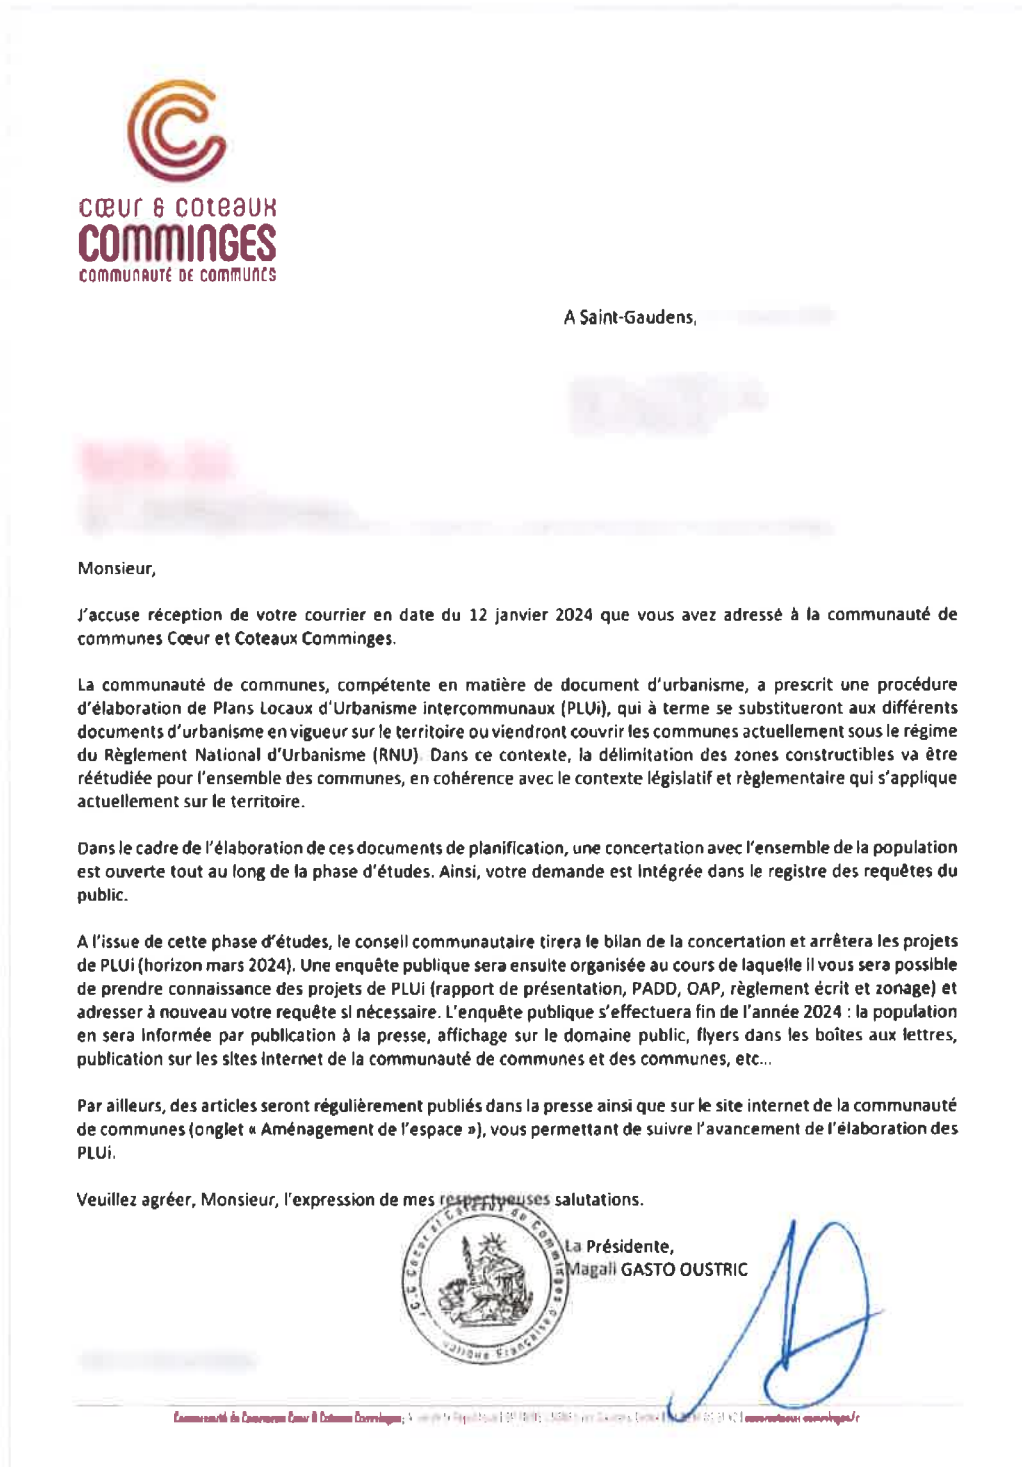 cœur & coteaux
COMMINGES
COMMUNAUTÉ DE COMMUNES
A Saint-Gaudens,
Monsieur,
J'accuse réception de votre courrier en date du 12 janvier 2024 que vous avez adressé à la communauté de
communes Cœur et Coteaux Comminges.
La communauté de communes, compétente en matière de document d'urbanisme, a prescrit une procédure
d'élaboration de Plans Locaux d'Urbanisme intercommunaux (PLUi), qui à terme se substitueront aux différents
documents d'urbanisme en vigueur sur le territoire ou viendront couvrir les communes actuellement sous le régime
du Règlement National d'Urbanisme (RNU). Dans ce contexte, la délimitation des zones constructibles va être
réétudiée pour l'ensemble des communes, en cohérence avec le contexte législatif et règlementaire qui s'applique
actuellement sur le territoire.
Dans le cadre de l'élaboration de ces documents de planification, une concertation avec l'ensemble de la population
est ouverte tout au long de la phase d'études. Ainsi, votre demande est intégrée dans le registre des requêtes du
public.
A l'issue de cette phase d'études, le conseil communautaire tirera le bilan de la concertation et arrêtera les projets
de PLUi (horizon mars 2024). Une enquête publique sera ensuite organisée au cours de laquelle il vous sera possible
de prendre connaissance des projets de PLUi (rapport de présentation, PADD, OAP, règlement écrit et zonage) et
adresser à nouveau votre requête si nécessaire. L'enquête publique s'effectuera fin de l'année 2024 : la population
en sera informée par publication à la presse, affichage sur le domaine public, flyers dans les boîtes aux lettres,
publication sur les sites internet de la communauté de communes et des communes, etc...
Par ailleurs, des articles seront régulièrement publiés dans la presse ainsi que sur le site internet de la communauté
de communes (onglet « Aménagement de l'espace »), vous permettant de suivre l'avancement de l'élaboration des
PLUi.
Veuillez agréer, Monsieur, l'expression de mes respectueuses salutations.
La Présidente,
Magali GASTO OUSTRIC
Communauté de Communes Cœur & Coteaux Comminges